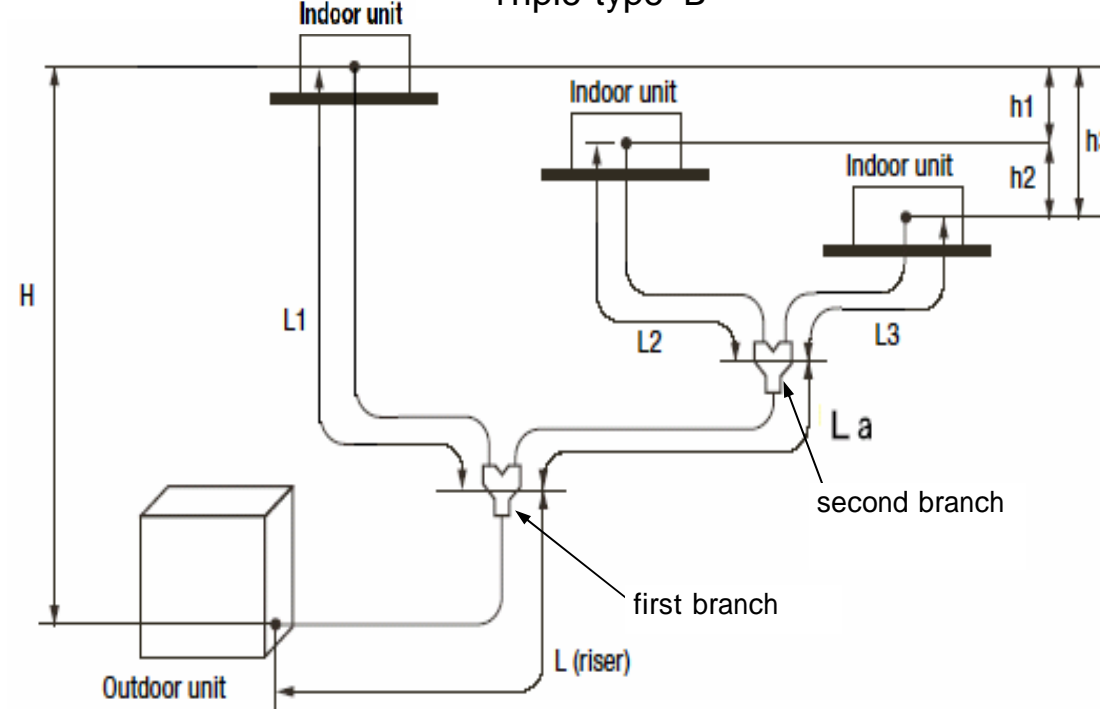 Triple type B
Indoor unit
Indoor unit
h1
Indoor unit
h2
H
L1
L2
L3
L a
second branch
first branch
L (riser)
Outdoor unit